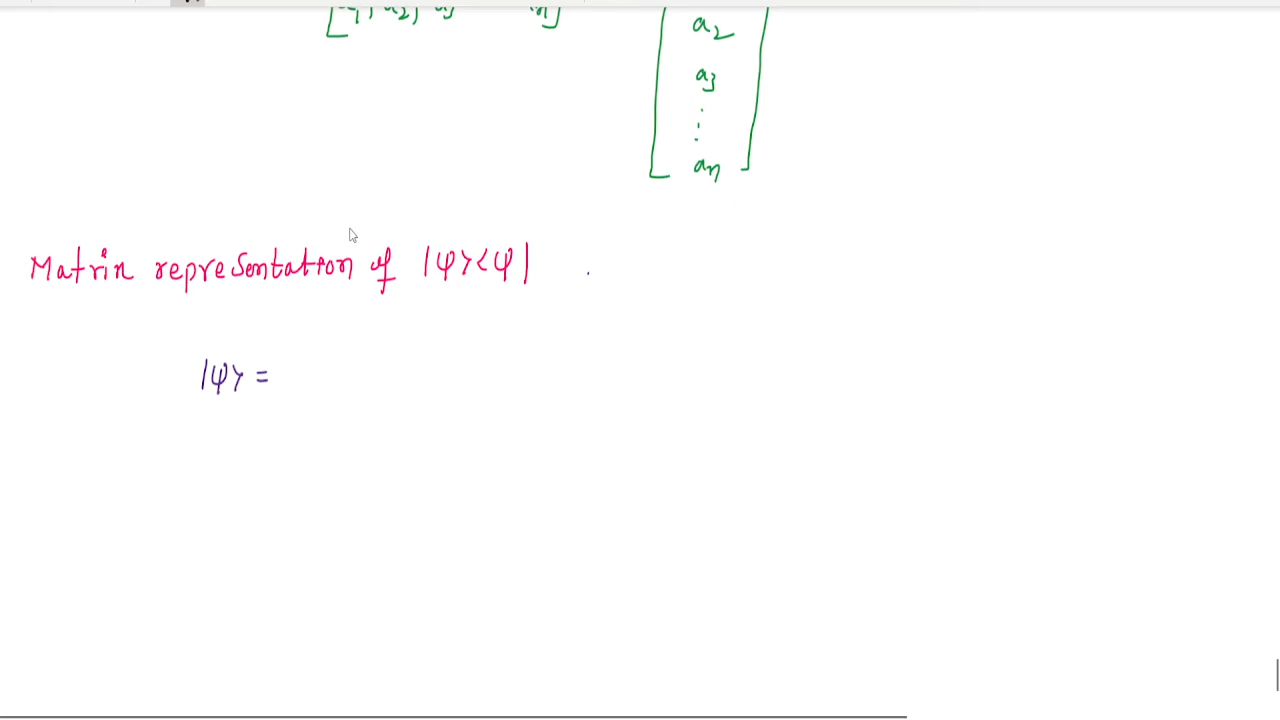 a2
a3
⋮
an
Matrix representation of |φ><φ|
|φ> =